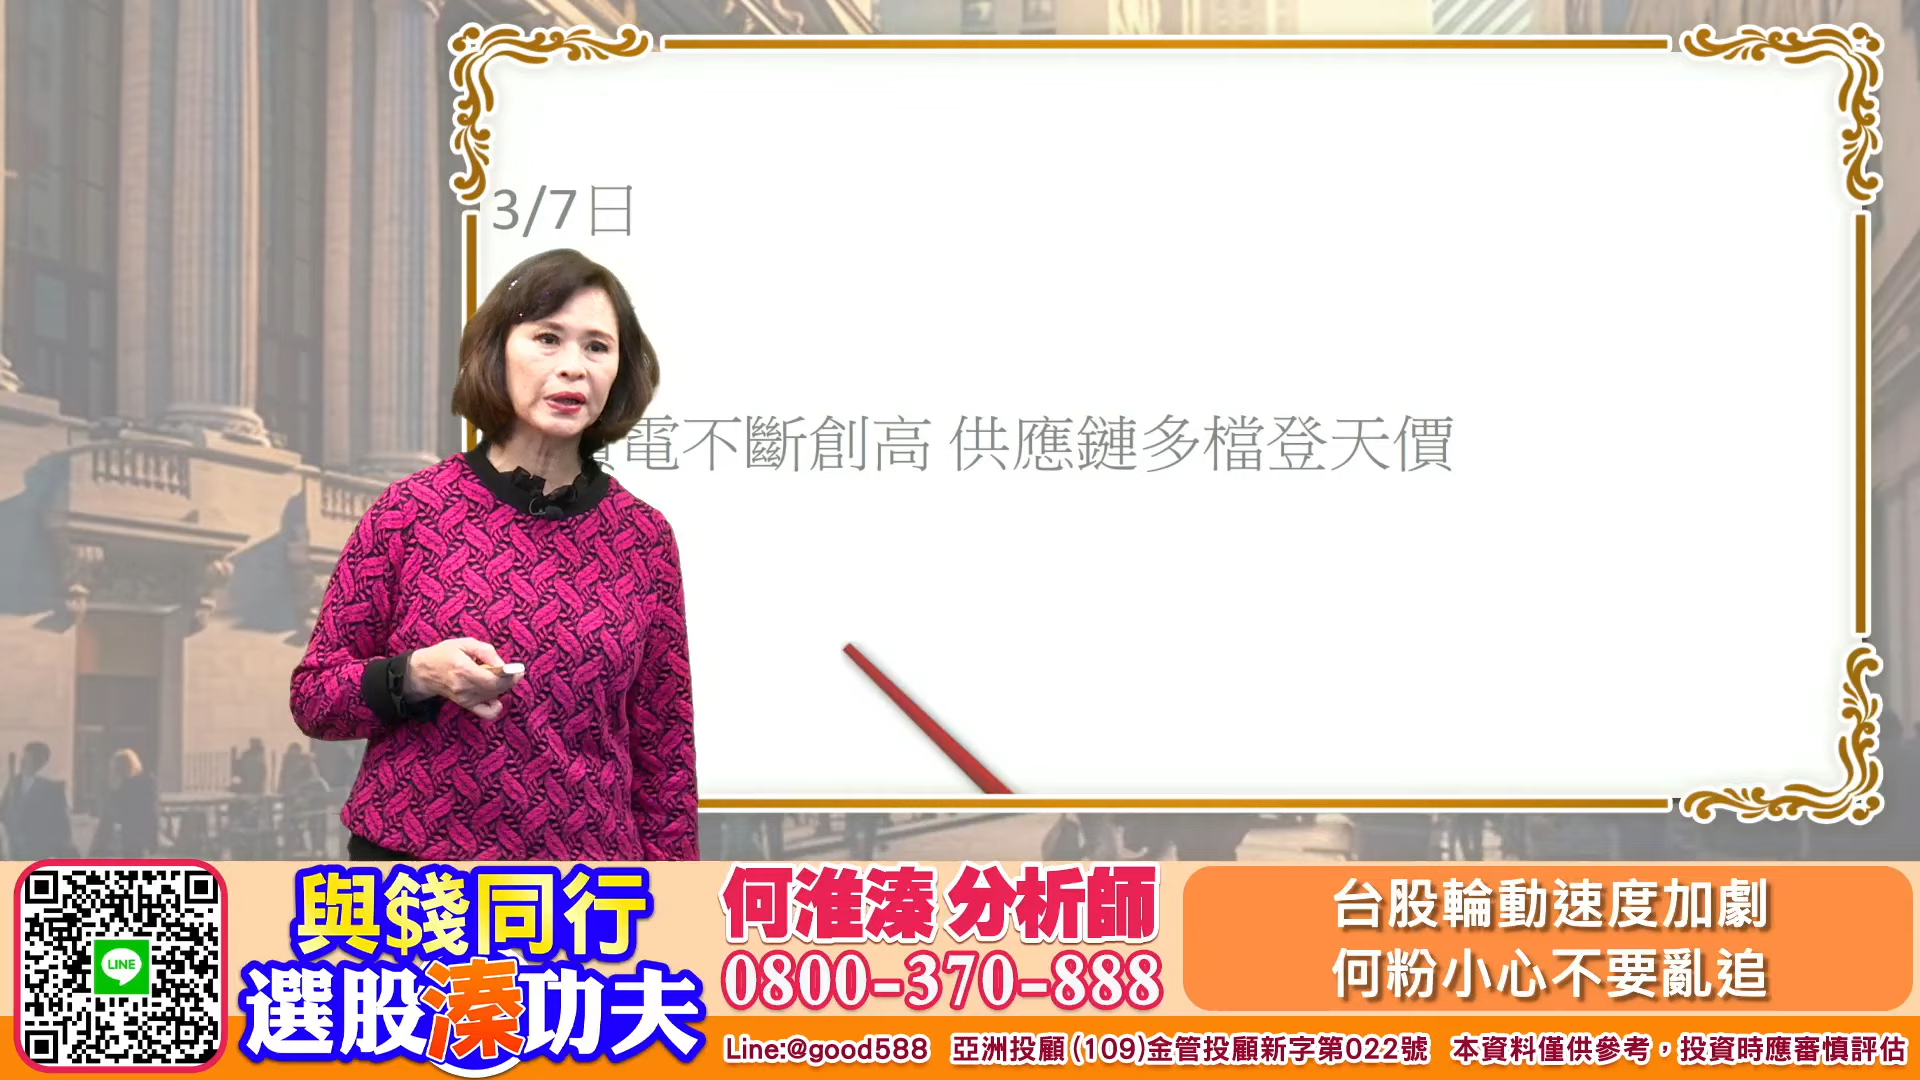 3/7日
電不斷創高 供應鏈多檔登天價
與錢同行
選股溱功夫
何淮溱 分析師
0800-370-888
台股輪動速度加劇
何粉小心不要亂追
LINE
Line:@good588 亞洲投顧 (109)金管投顧新字第022號 本資料僅供參考，投資時應審慎評估